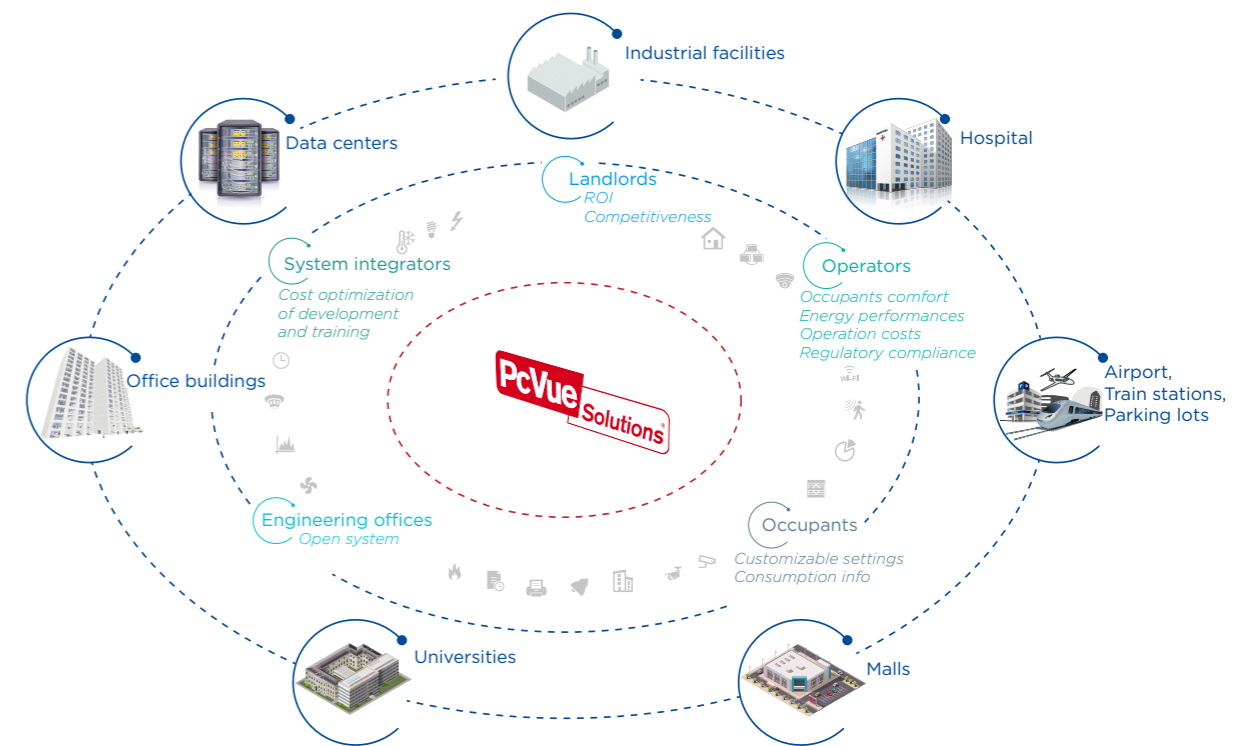 Industrial facilities
Data centers
Hospital
Landlords
ROI
Competitiveness
System integrators
Cost optimization
of development
and training
Operators
Occupants comfort
Energy performances
Operation costs
Regulatory compliance
WI-FI
PcVue
Solutions®
Office buildings
Airport,
Train stations,
Parking lots
Engineering offices
Open system
Occupants
Customizable settings
Consumption info
Universities
Malls